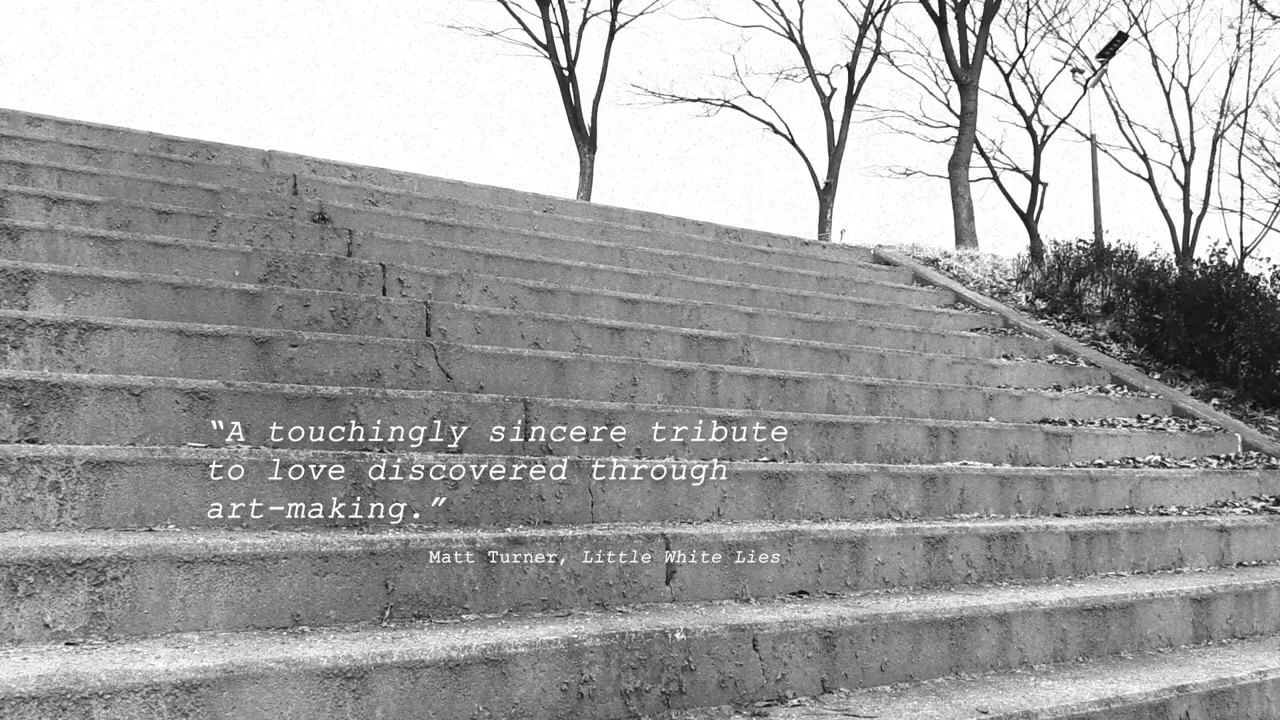 “A touchingly sincere tribute
to love discovered through
art-making.”
Matt Turner, Little White Lies